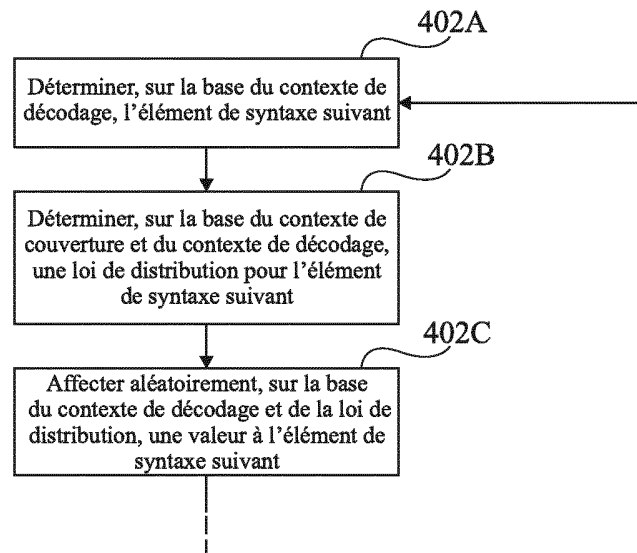 402A
Déterminer, sur la base du contexte de
décodage, l'élément de syntaxe suivant
402B
Déterminer, sur la base du contexte de
couverture et du contexte de décodage,
une loi de distribution pour l'élément
de syntaxe suivant
402C
Affecter aléatoirement, sur la base
du contexte de décodage et de la loi de
distribution, une valeur à l'élément de
syntaxe suivant